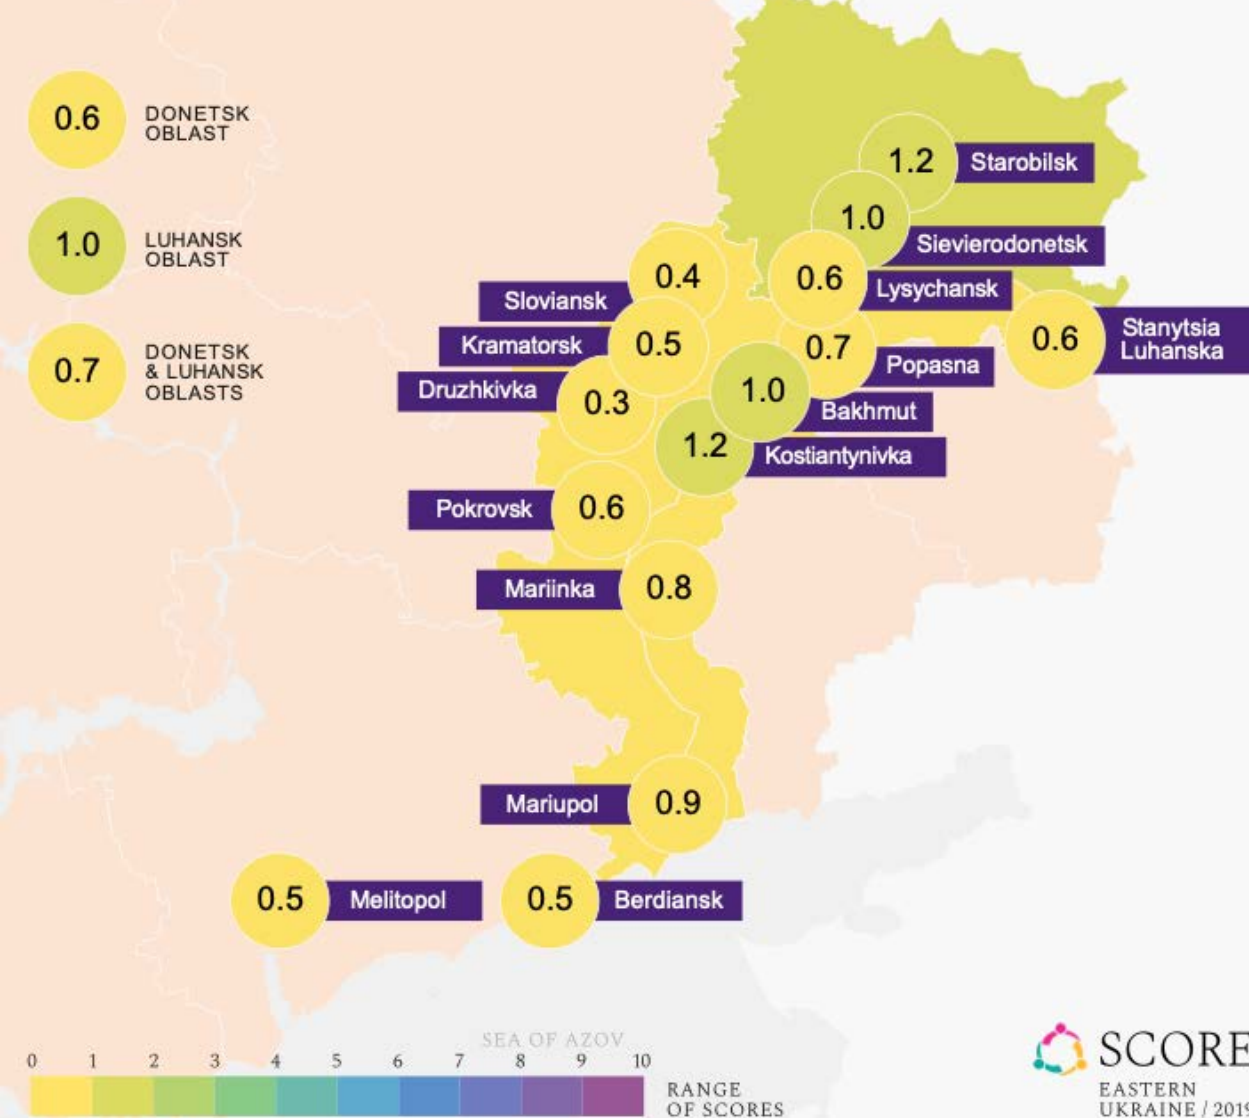 0.6
DONETSK
OBLAST
1.0
LUHANSK
OBLAST
0.7
DONETSK
& LUHANSK
OBLASTS
1.2 Starobilsk
1.0 Sievierodonetsk
0.6 Lysychansk
0.6 Stanytsia
Luhanska
0.7 Popasna
1.0 Bakhmut
1.2 Kostiantynivka
Sloviansk 0.4
Kramatorsk 0.5
Druzhkivka 0.3
Pokrovsk 0.6
Mariinka 0.8
Mariupol 0.9
0.5 Melitopol
0.5 Berdiansk
SEA OF AZOV
0 1 2 3 4 5 6 7 8 9 10
RANGE
OF SCORES
SCORE
EASTERN
UKRAINE / 2019